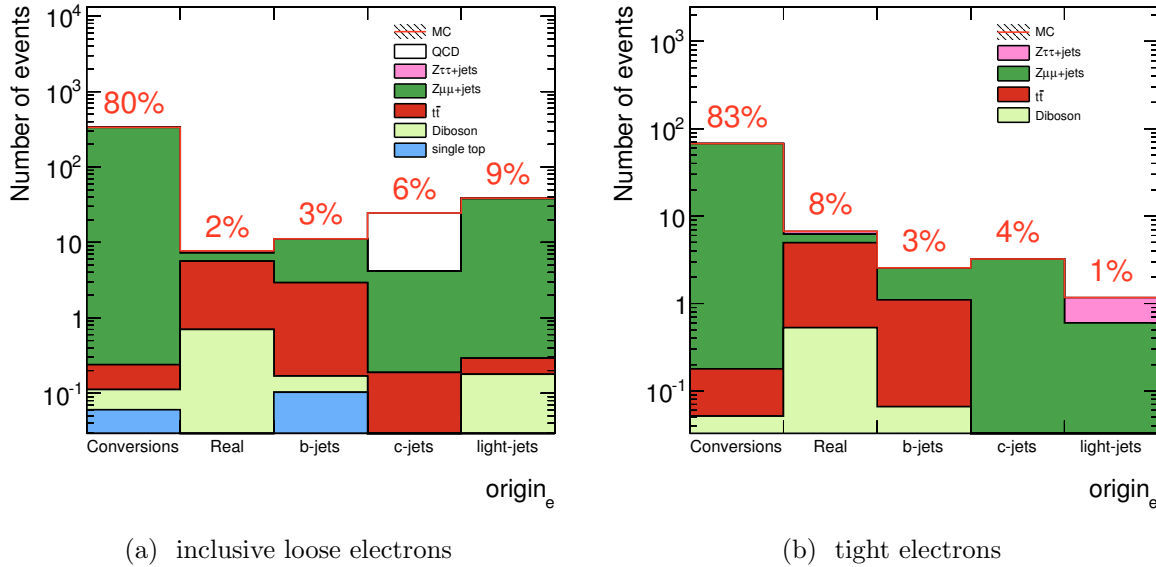 Number of events
10^4
10^3
10^2
10
1
10^-1
80%
2%
3%
6%
9%
MC
QCD
Zττ+jets
Zμμ+jets
tt̄
Diboson
single top
Conversions Real b-jets c-jets light-jets
origin_e
(a) inclusive loose electrons
Number of events
10^3
10^2
10
1
10^-1
83%
8%
3%
4%
1%
MC
Zττ+jets
Zμμ+jets
tt̄
Diboson
Conversions Real b-jets c-jets light-jets
origin_e
(b) tight electrons